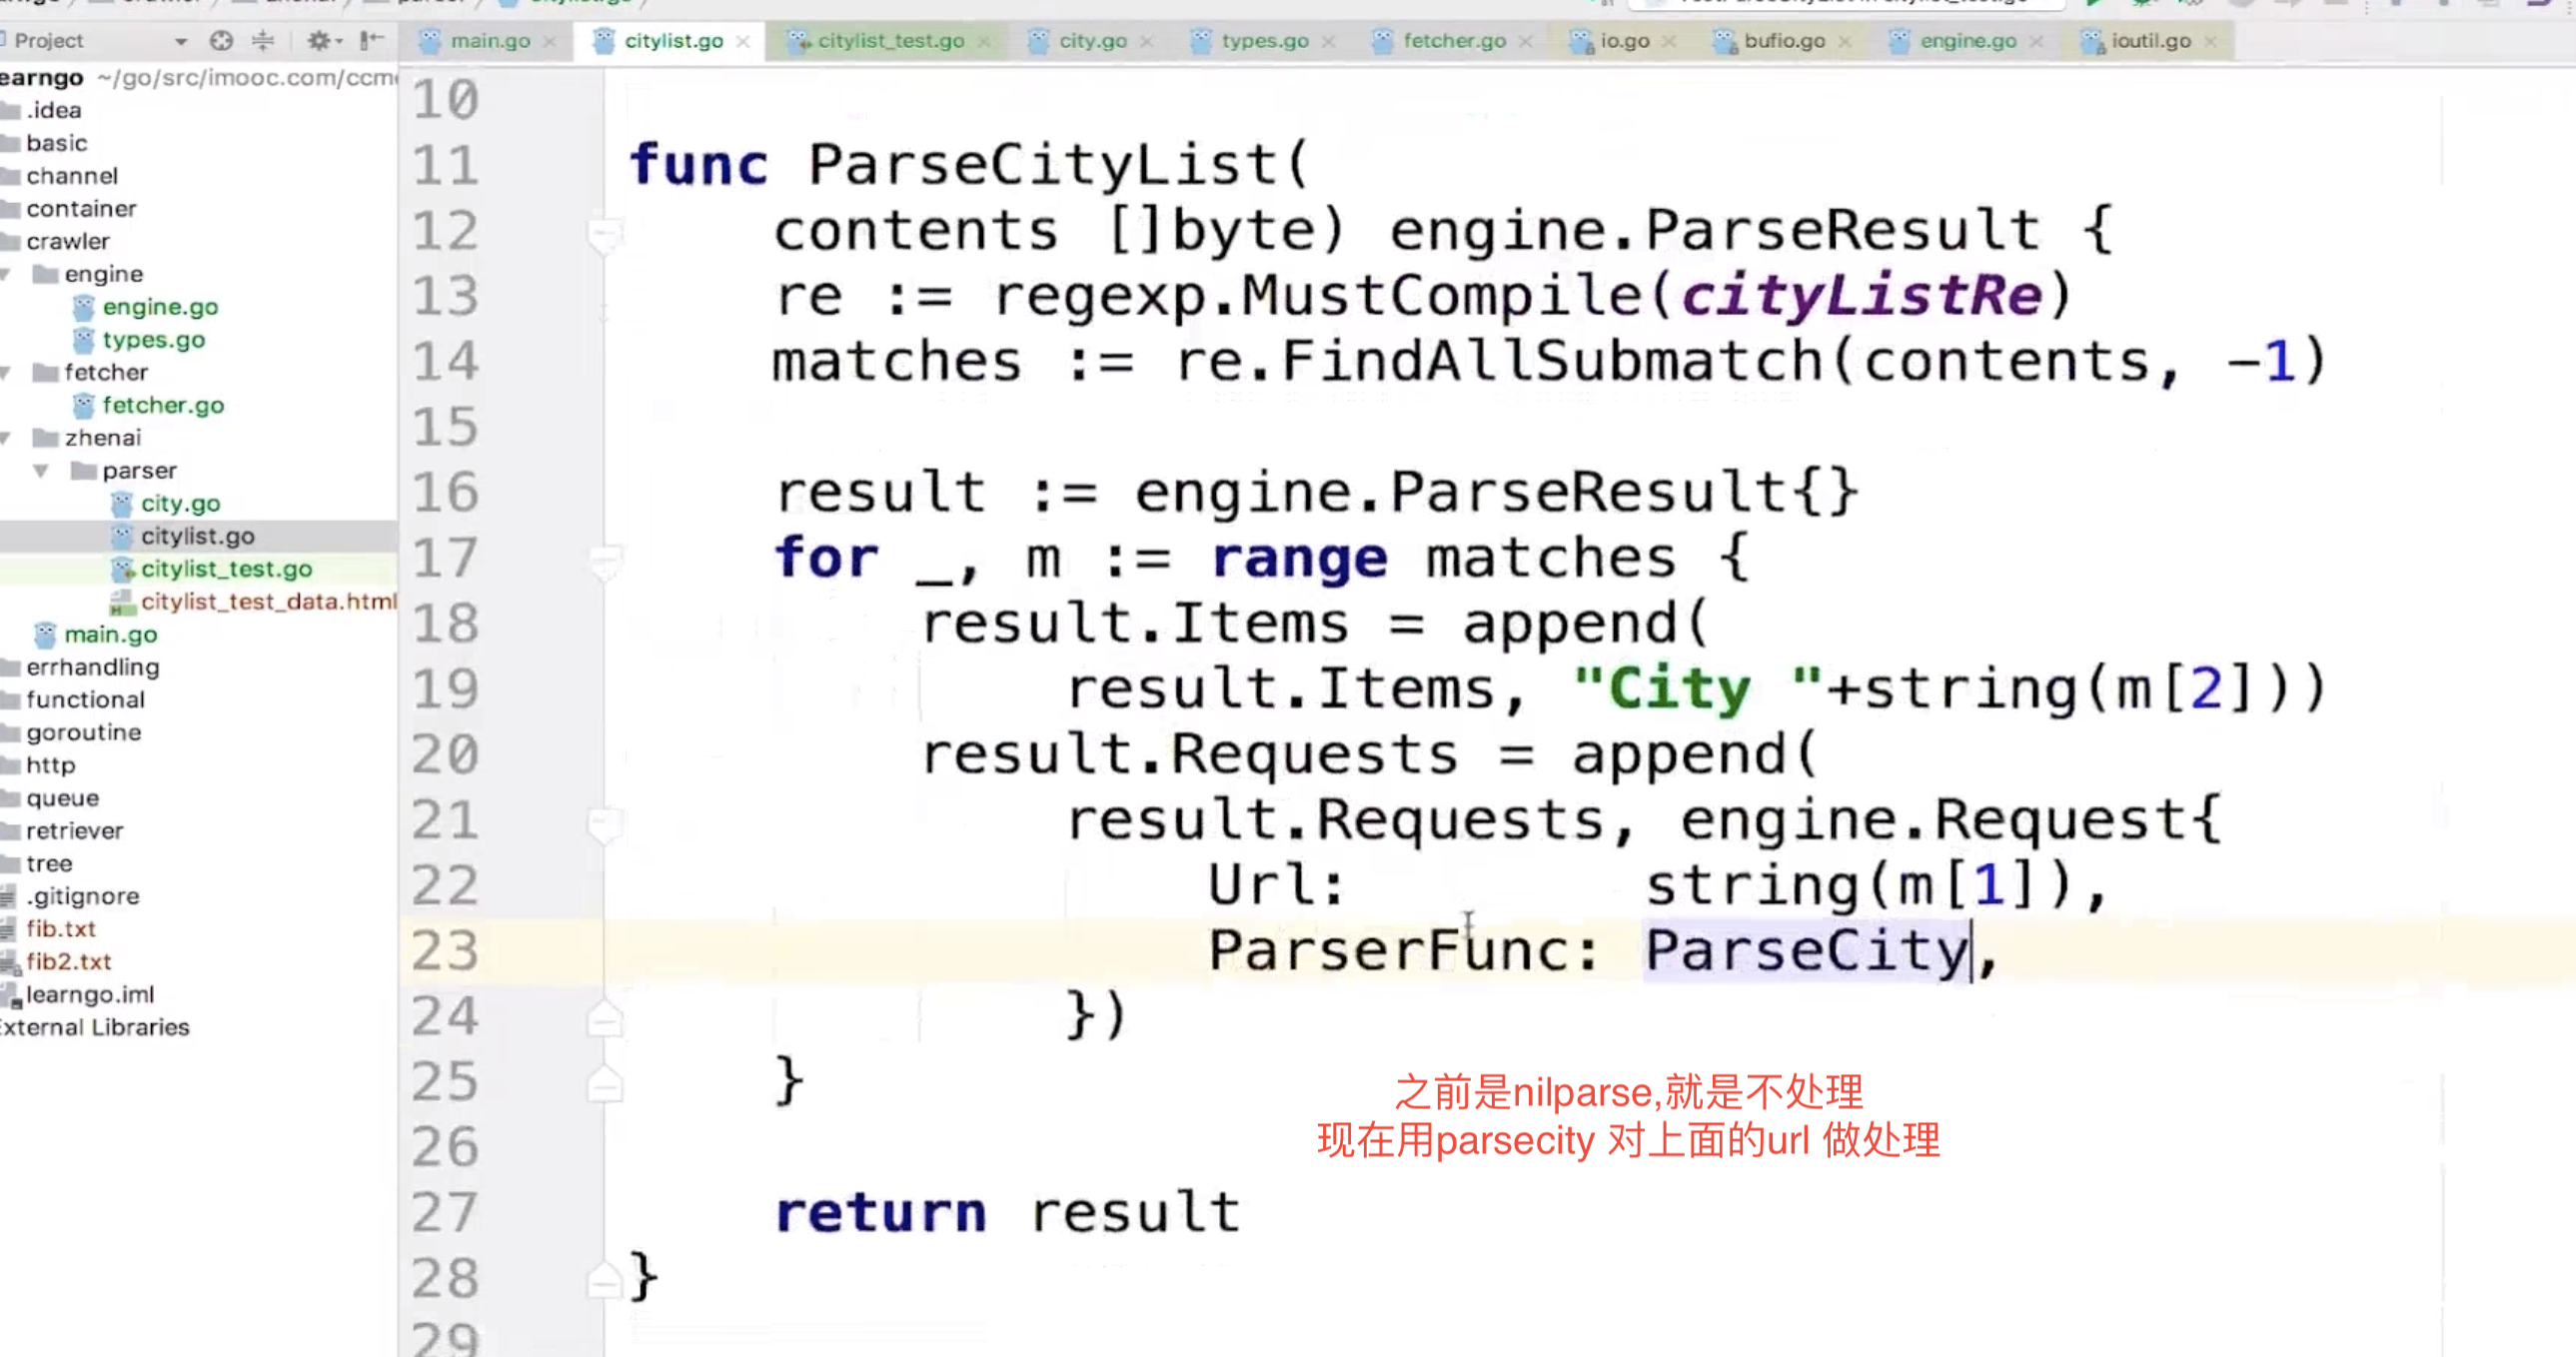 Project
main.go
citylist.go
citylist_test.go
city.go
types.go
fetcher.go
io.go
bufio.go
engine.go
ioutil.go
earngo ~/go/src/imooc.com/ccm
.idea
basic
channel
container
crawler
engine
engine.go
types.go
fetcher
fetcher.go
zhenai
parser
city.go
citylist.go
citylist_test.go
citylist_test_data.html
main.go
errhandling
functional
goroutine
http
queue
retriever
tree
.gitignore
fib.txt
fib2.txt
learngo.iml
External Libraries
10
11 func ParseCityList(
12 contents []byte) engine.ParseResult {
13 re := regexp.MustCompile(cityListRe)
14 matches := re.FindAllSubmatch(contents, -1)
15
16 result := engine.ParseResult{}
17 for _, m := range matches {
18 result.Items = append(
19 result.Items, "City "+string(m[2]))
20 result.Requests = append(
21 result.Requests, engine.Request{
22 Url: string(m[1]),
23 ParserFunc: ParseCity,
24 })
25 }
之前是nilparse,就是不处理
现在用parsecity 对上面的url 做处理
26
27 return result
28 }
29